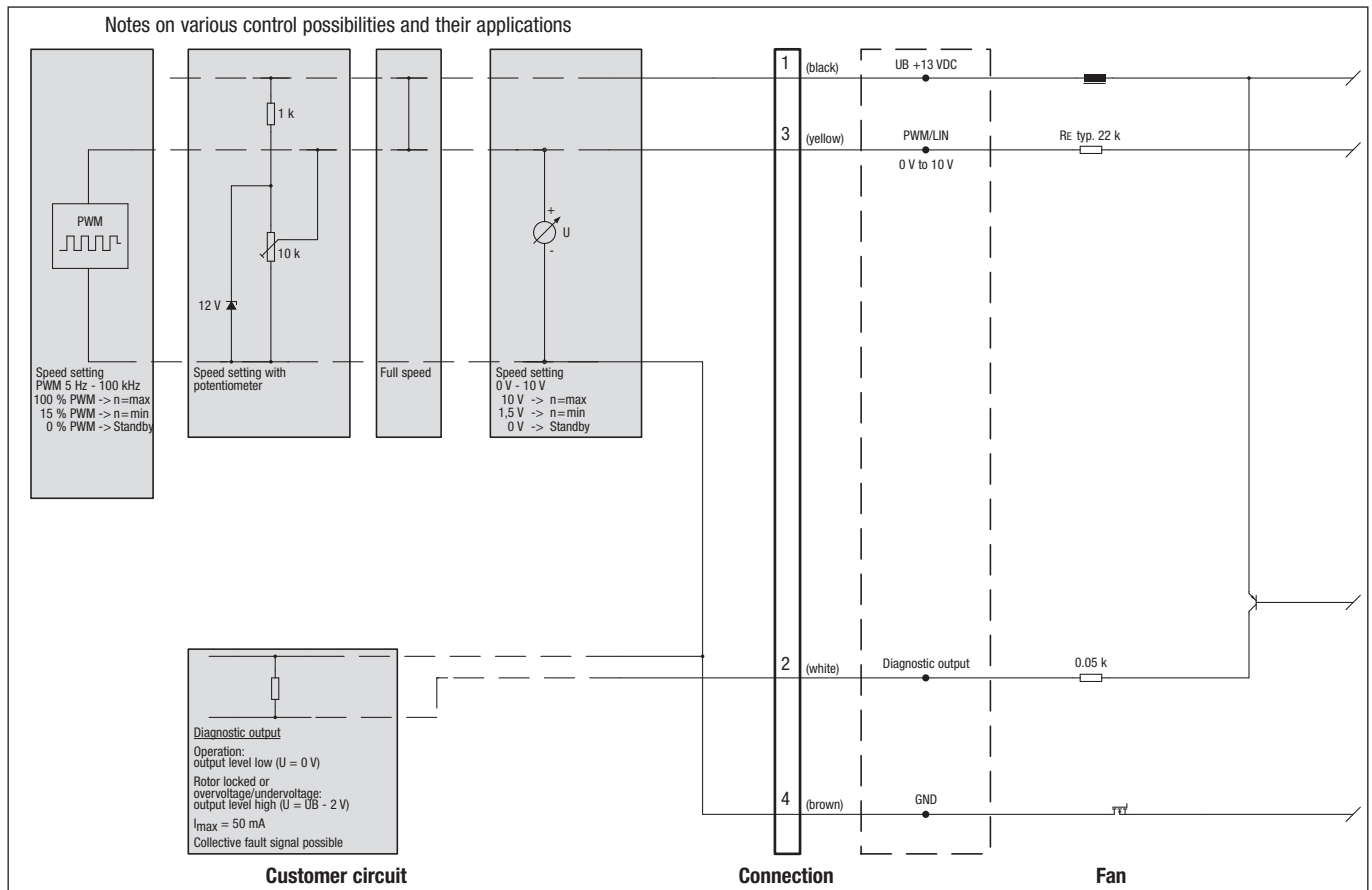 Notes on various control possibilities and their applications
1 (black) UB +13 VDC
1 k
3 (yellow) PWM/LIN RE typ. 22 k
0 V to 10 V
PWM
+
U
-
10 k
12 V
Speed setting
PWM 5 Hz - 100 kHz
100 % PWM -> n=max
15 % PWM -> n=min
0 % PWM -> Standby
Speed setting with
potentiometer
Full speed
Speed setting
0 V - 10 V
10 V -> n=max
1,5 V -> n=min
0V -> Standby
2 (white) Diagnostic output 0.05 k
Diagnostic output
Operation:
output level low (U = 0 V)
Rotor locked or
overvoltage/undervoltage:
output level high (U = UB - 2 V)
Imax = 50 mA
Collective fault signal possible
4 (brown) GND
Customer circuit
Connection
Fan